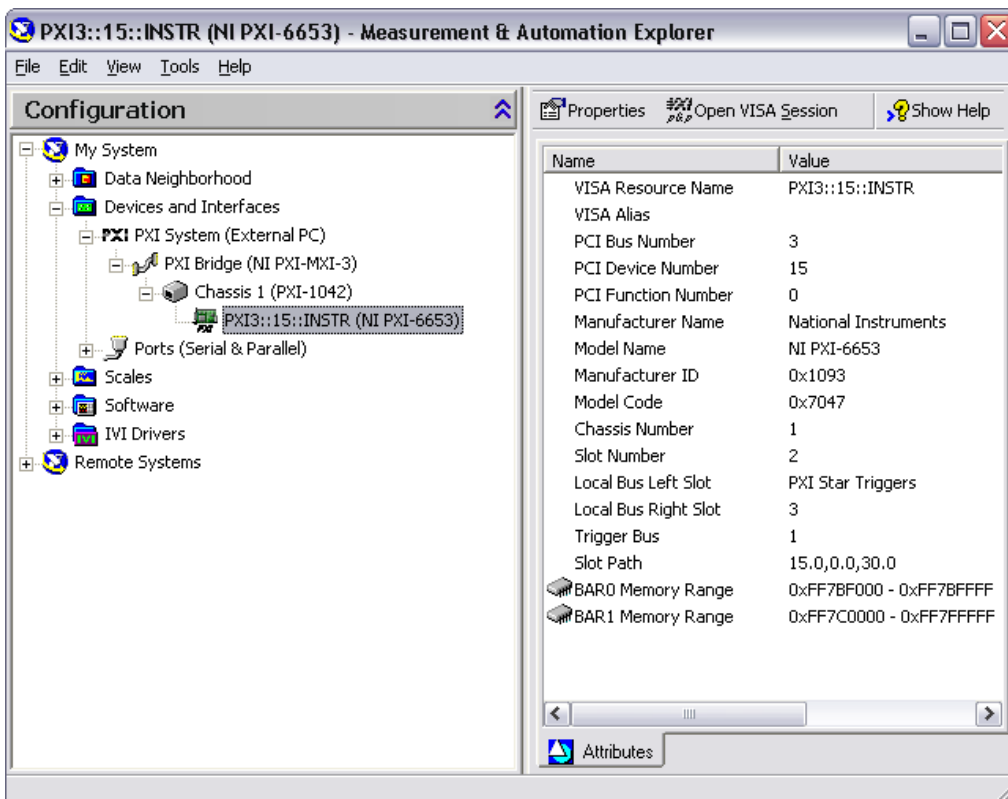 PXI3::15::INSTR (NI PXI-6653) - Measurement & Automation Explorer
File Edit View Tools Help
Configuration
My System
Data Neighborhood
Devices and Interfaces
PXI PXI System (External PC)
PXI Bridge (NI PXI-MXI-3)
Chassis 1 (PXI-1042)
PXI PXI3::15::INSTR (NI PXI-6653)
Ports (Serial & Parallel)
Scales
Software
IVI IVI Drivers
Remote Systems
Properties Open VISA Session Show Help
Name Value
VISA Resource Name PXI3::15::INSTR
VISA Alias
PCI Bus Number 3
PCI Device Number 15
PCI Function Number 0
Manufacturer Name National Instruments
Model Name NI PXI-6653
Manufacturer ID 0x1093
Model Code 0x7047
Chassis Number 1
Slot Number 2
Local Bus Left Slot PXI Star Triggers
Local Bus Right Slot 3
Trigger Bus 1
Slot Path 15.0,0.0,30.0
BAR0 Memory Range 0xFF7BF000 - 0xFF7BFFFF
BAR1 Memory Range 0xFF7C0000 - 0xFF7FFFFF
Attributes